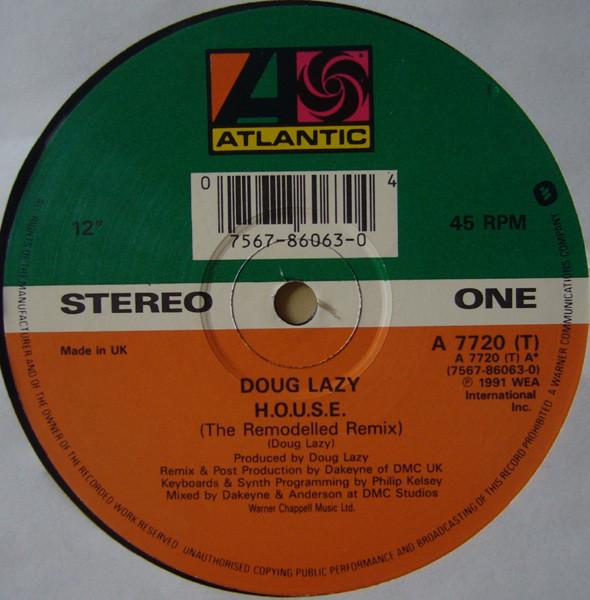 ATLANTIC
0 4
7567-86063-0
12"
45 RPM
STEREO
ONE
Made in UK
A 7720 (T)
A 7720 (T) A*
(7567-86063-0)
℗ 1991 WEA
International
Inc.
DOUG LAZY
H.O.U.S.E.
(The Remodelled Remix)
(Doug Lazy)
Produced by Doug Lazy
Remix & Post Production by Dakeyne of DMC UK
Keyboards & Synth Programming by Philip Kelsey
Mixed by Dakeyne & Anderson at DMC Studios
Warner Chappell Music Ltd.
ALL RIGHTS OF THE MANUFACTURER AND OF THE OWNER OF THE RECORDED WORK RESERVED. UNAUTHORISED COPYING PUBLIC PERFORMANCE AND BROADCASTING OF THIS RECORD PROHIBITED. A WARNER COMMUNICATIONS COMPANY